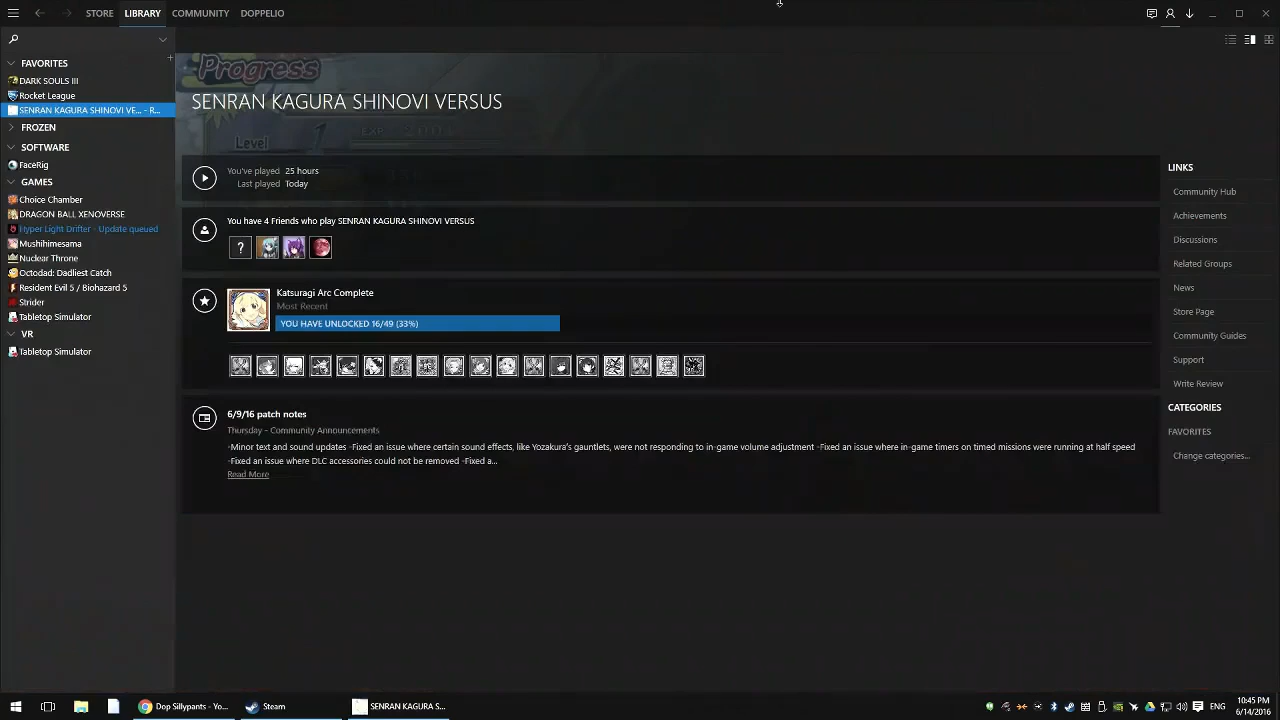 STORE LIBRARY COMMUNITY DOPPELIO
FAVORITES
DARK SOULS III
Rocket League
SENRAN KAGURA SHINOVI VE... - R...
FROZEN
SOFTWARE
FaceRig
GAMES
Choice Chamber
DRAGON BALL XENOVERSE
Hyper Light Drifter - Update queued
Mushihimesama
Nuclear Throne
Octodad: Dadliest Catch
Resident Evil 5 / Biohazard 5
Strider
Tabletop Simulator
VR
Tabletop Simulator
Progress
SENRAN KAGURA SHINOVI VERSUS
Level 1 EXP
You've played 25 hours
Last played Today
You have 4 Friends who play SENRAN KAGURA SHINOVI VERSUS
?
Katsuragi Arc Complete
Most Recent
YOU HAVE UNLOCKED 16/49 (33%)
6/9/16 patch notes
Thursday - Community Announcements
-Minor text and sound updates -Fixed an issue where certain sound effects, like Yozakura's gauntlets, were not responding to in-game volume adjustment -Fixed an issue where in-game timers on timed missions were running at half speed
-Fixed an issue where DLC accessories could not be removed -Fixed a...
Read More
LINKS
Community Hub
Achievements
Discussions
Related Groups
News
Store Page
Community Guides
Support
Write Review
CATEGORIES
FAVORITES
Change categories...
Dop Sillypants - Yo...
Steam
SENRAN KAGURA S...
ENG
10:45 PM
6/14/2016